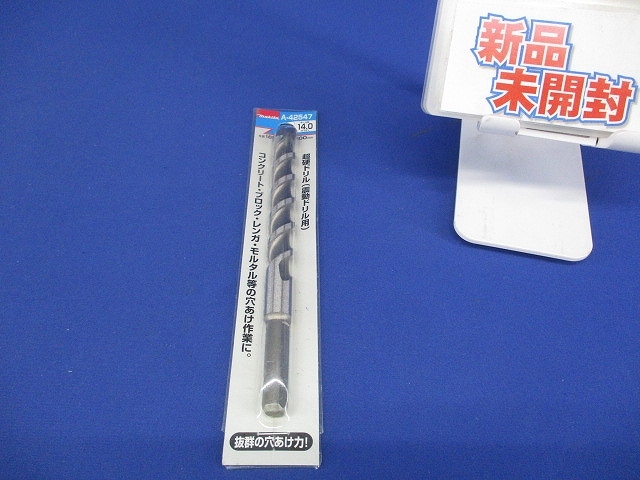 新品
未開封
makita A-42547
14.0
超硬ドリル(震動ドリル用)
コンクリート・ブロック・レンガ・モルタル等の穴あけ作業に。
抜群の穴あけ力!